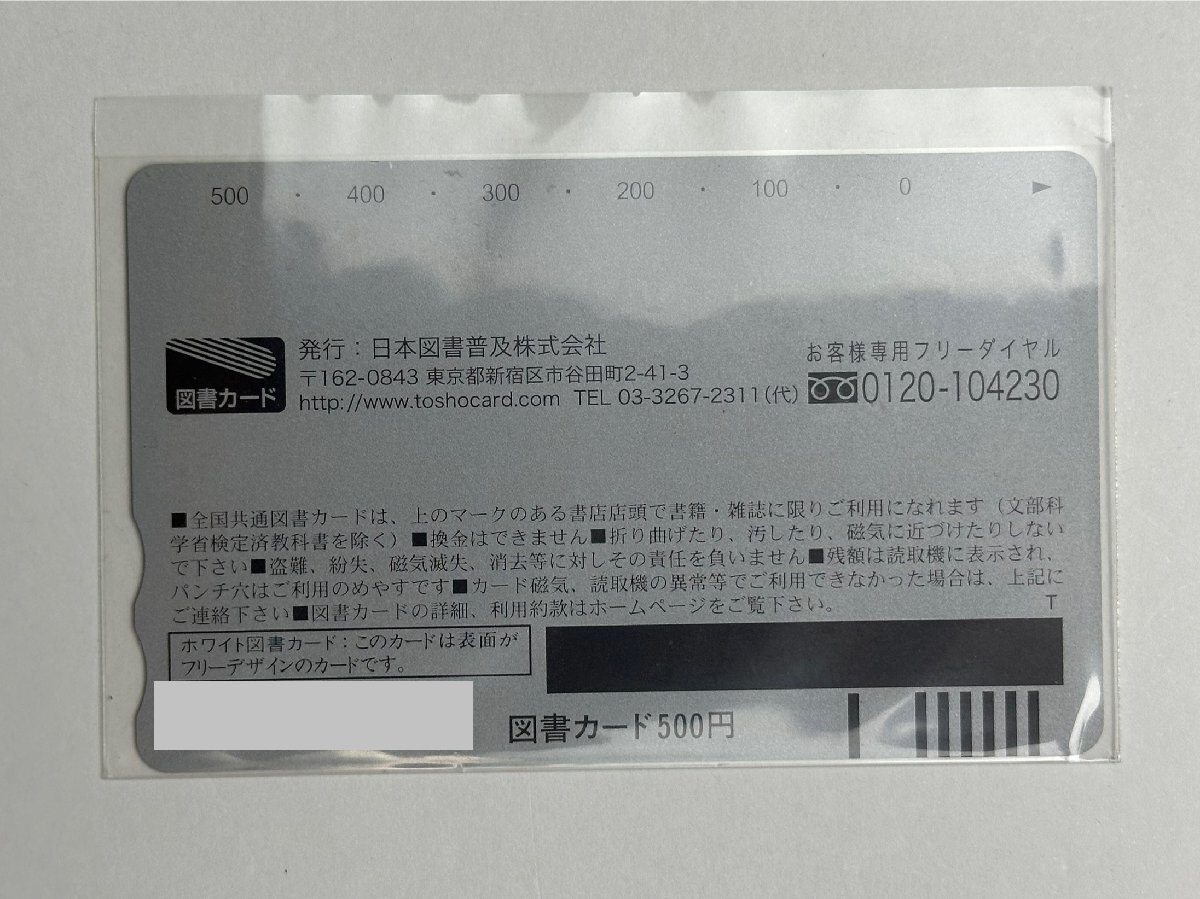 500 ・ 400 ・ 300 ・ 200 ・ 100 ・ 0 ▶
図書カード
発行：日本図書普及株式会社
〒162-0843 東京都新宿区市谷田町2-41-3
http://www.toshocard.com TEL 03-3267-2311(代)
お客様専用フリーダイヤル
0120-104230
■全国共通図書カードは、上のマークのある書店店頭で書籍・雑誌に限りご利用になれます（文部科
学省検定済教科書を除く）■換金はできません■折り曲げたり、汚したり、磁気に近づけたりしない
で下さい■盗難、紛失、磁気滅失、消去等に対しその責任を負いません■残額は読取機に表示され、
パンチ穴はご利用のめやすです■カード磁気、読取機の異常等でご利用できなかった場合は、上記に
ご連絡下さい■図書カードの詳細、利用約款はホームページをご覧下さい。
T
ホワイト図書カード：このカードは表面が
フリーデザインのカードです。
図書カード500円